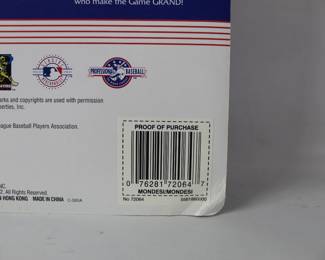 who make the Game GRAND!
PROFESSIONAL BASEBALL
arks and copyrights are used with permission
perties, Inc.
eague Baseball Players Association.
PROOF OF PURCHASE
0 76281 72064 7
MONDESI/MONDESI
No 72064
INC.
2. All Rights Reserved.
N HONG KONG. MADE IN CHINA